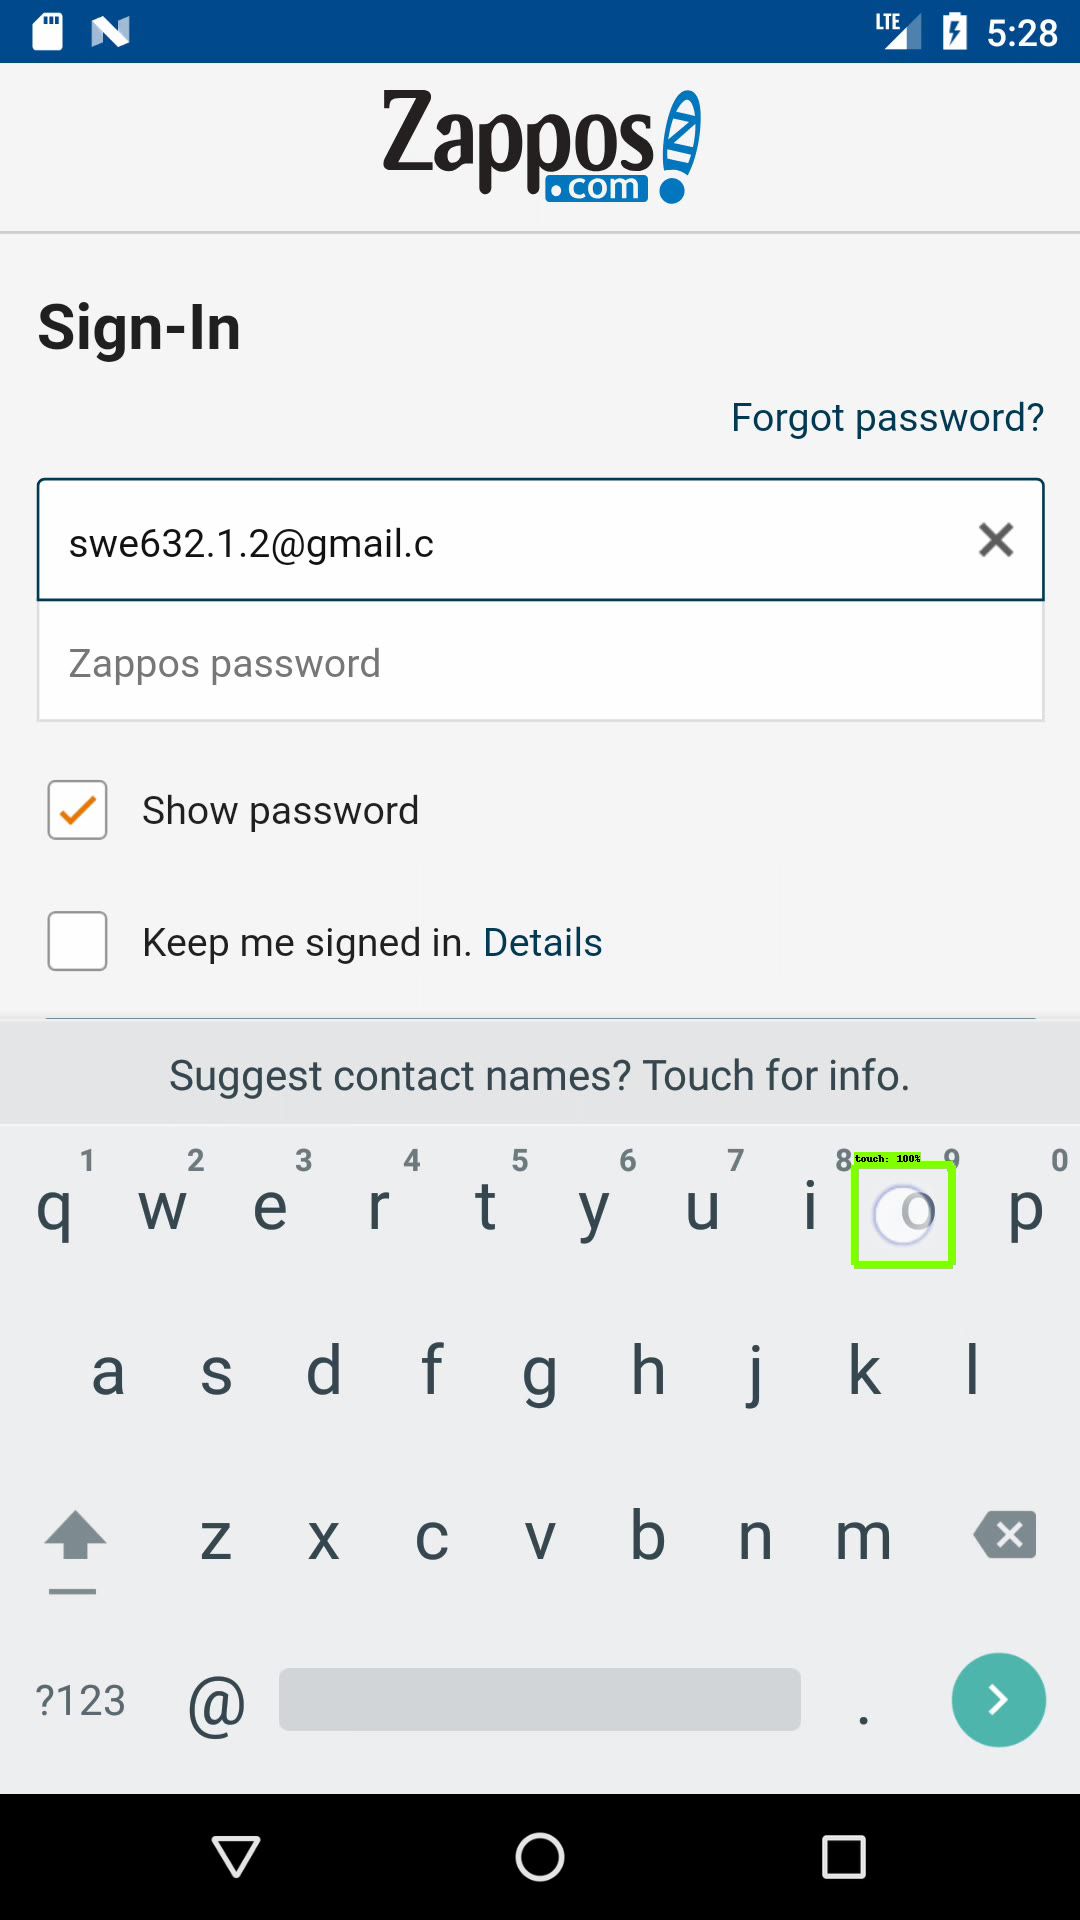 LTE 5:28
Zappos
.com
Sign-In
Forgot password?
swe632.1.2@gmail.c
Zappos password
Show password
Keep me signed in. Details
Suggest contact names? Touch for info.
1 2 3 4 5 6 7 8 9 0
touch: 100%
q w e r t y u i o p
a s d f g h j k l
z x c v b n m
?123 @ .